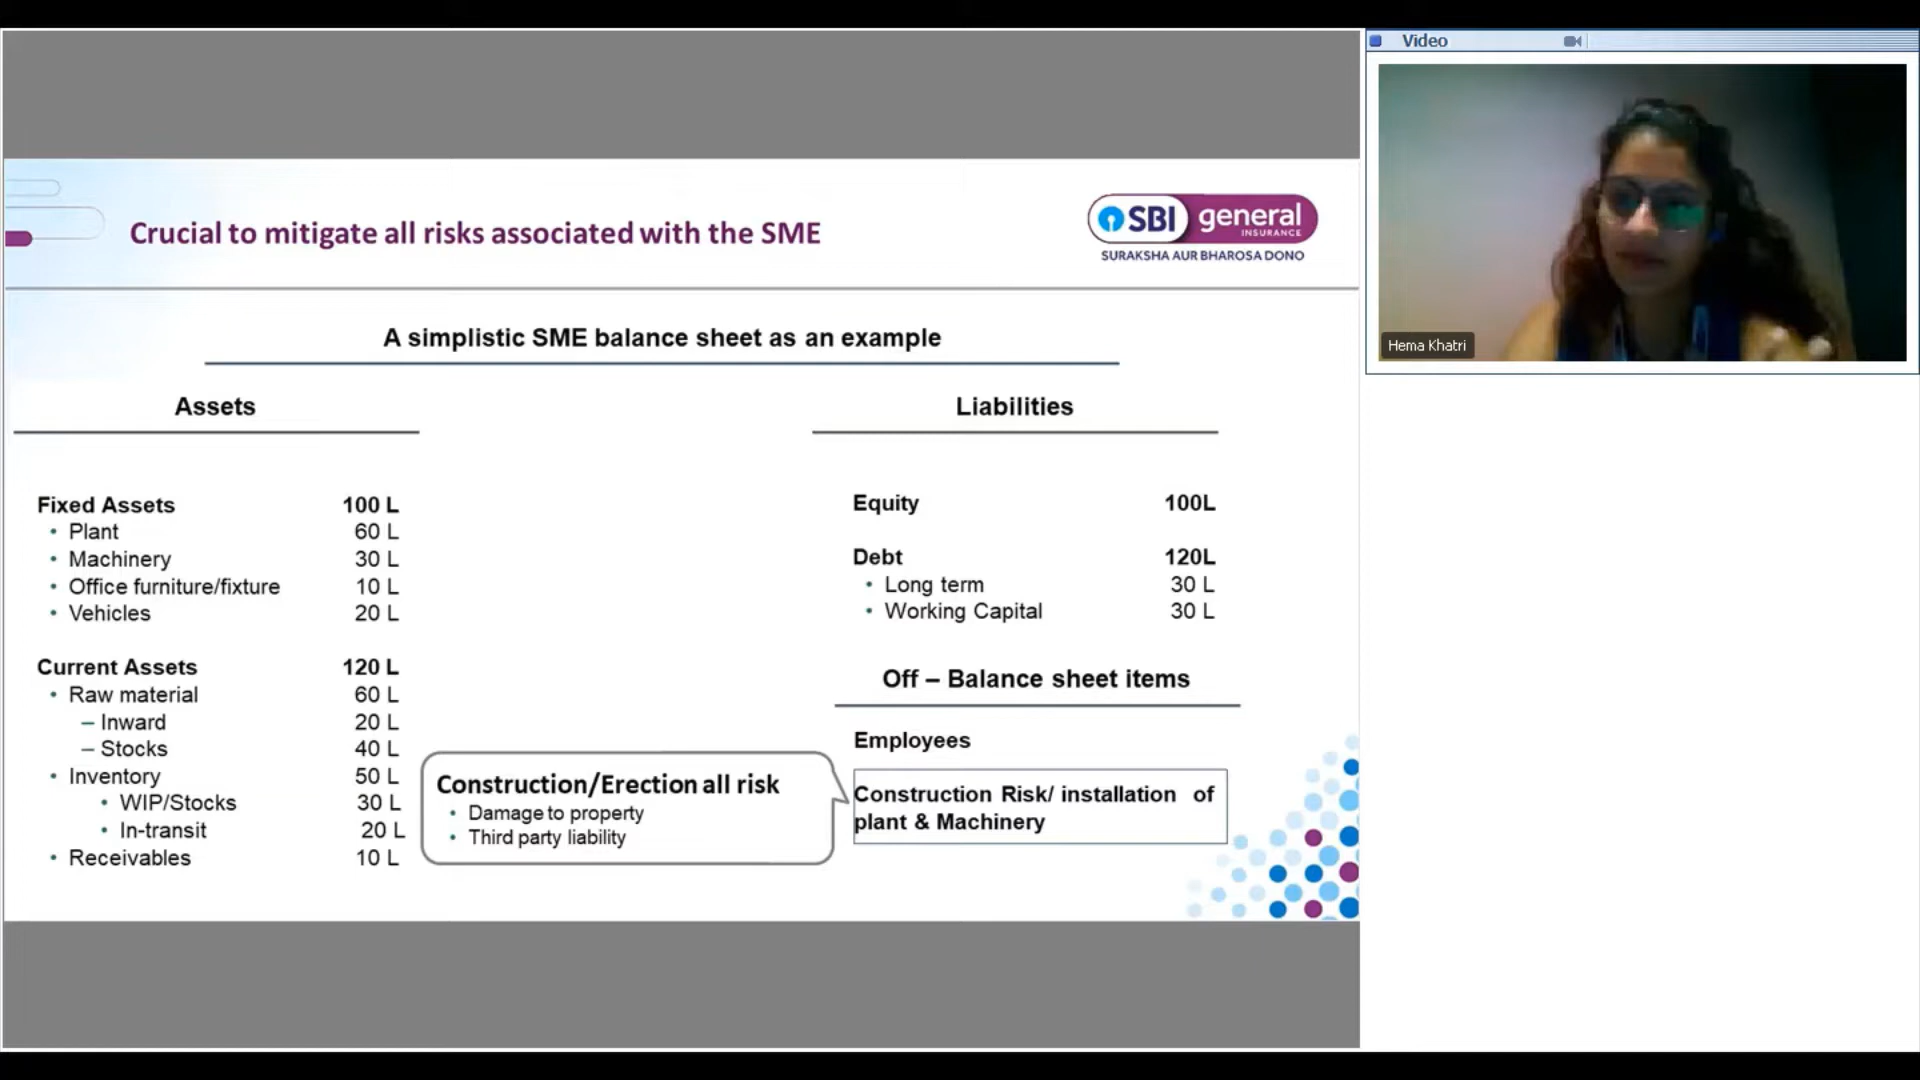 Video
Hema Khatri
Crucial to mitigate all risks associated with the SME
SBI general
INSURANCE
SURAKSHA AUR BHAROSA DONO
A simplistic SME balance sheet as an example
Assets
Fixed Assets 100 L
• Plant 60 L
• Machinery 30 L
• Office furniture/fixture 10 L
• Vehicles 20 L
Current Assets 120 L
• Raw material 60 L
– Inward 20 L
– Stocks 40 L
• Inventory 50 L
• WIP/Stocks 30 L
• In-transit 20 L
• Receivables 10 L
Construction/Erection all risk
• Damage to property
• Third party liability
Liabilities
Equity 100L
Debt 120L
• Long term 30 L
• Working Capital 30 L
Off – Balance sheet items
Employees
Construction Risk/ installation of
plant & Machinery